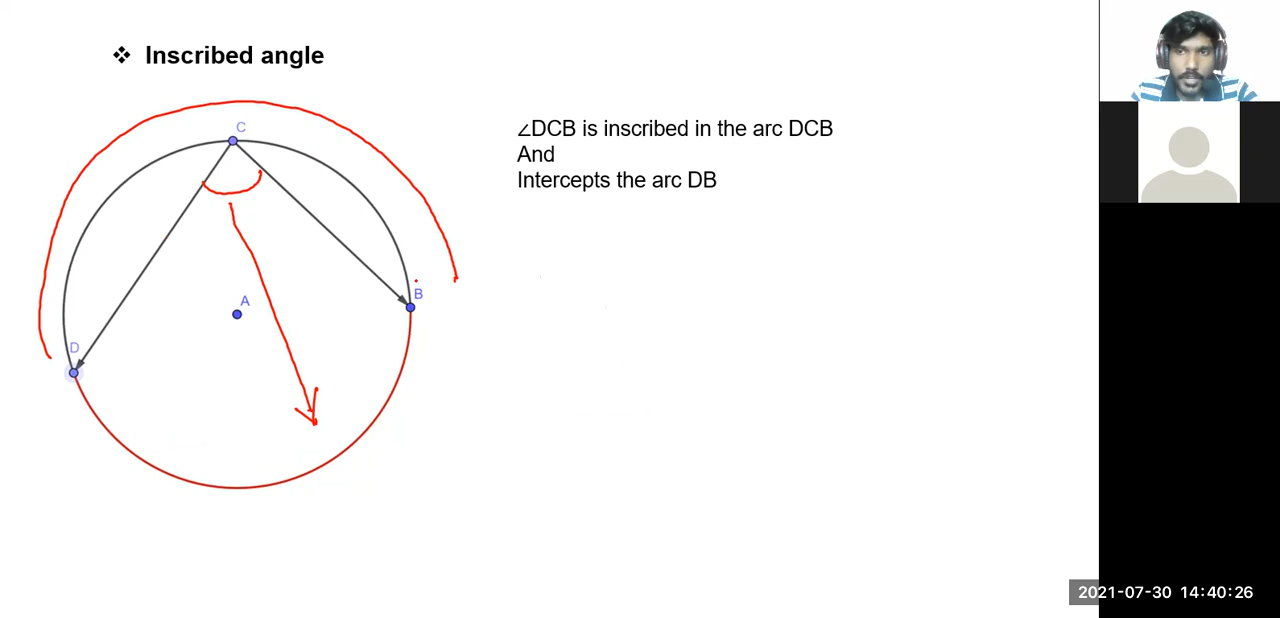 ❖ Inscribed angle
C
∠DCB is inscribed in the arc DCB
And
Intercepts the arc DB
B
A
D
2021-07-30 14:40:26